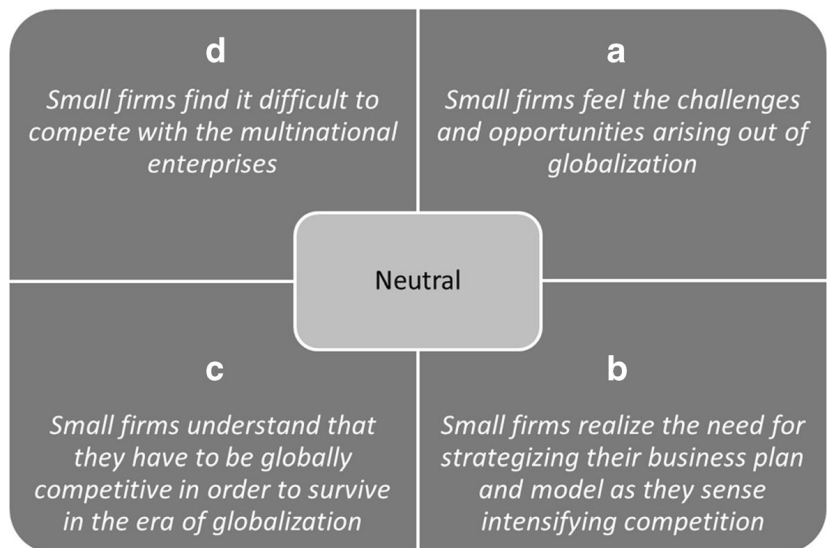 d
Small firms find it difficult to
compete with the multinational
enterprises
a
Small firms feel the challenges
and opportunities arising out of
globalization
Neutral
c
Small firms understand that
they have to be globally
competitive in order to survive
in the era of globalization
b
Small firms realize the need for
strategizing their business plan
and model as they sense
intensifying competition